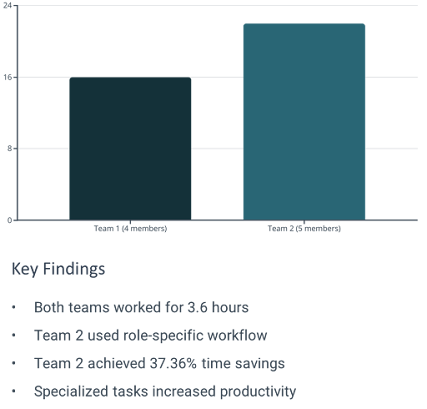 24
16
8
0
Team 1 (4 members) Team 2 (5 members)
Key Findings
• Both teams worked for 3.6 hours
• Team 2 used role-specific workflow
• Team 2 achieved 37.36% time savings
• Specialized tasks increased productivity